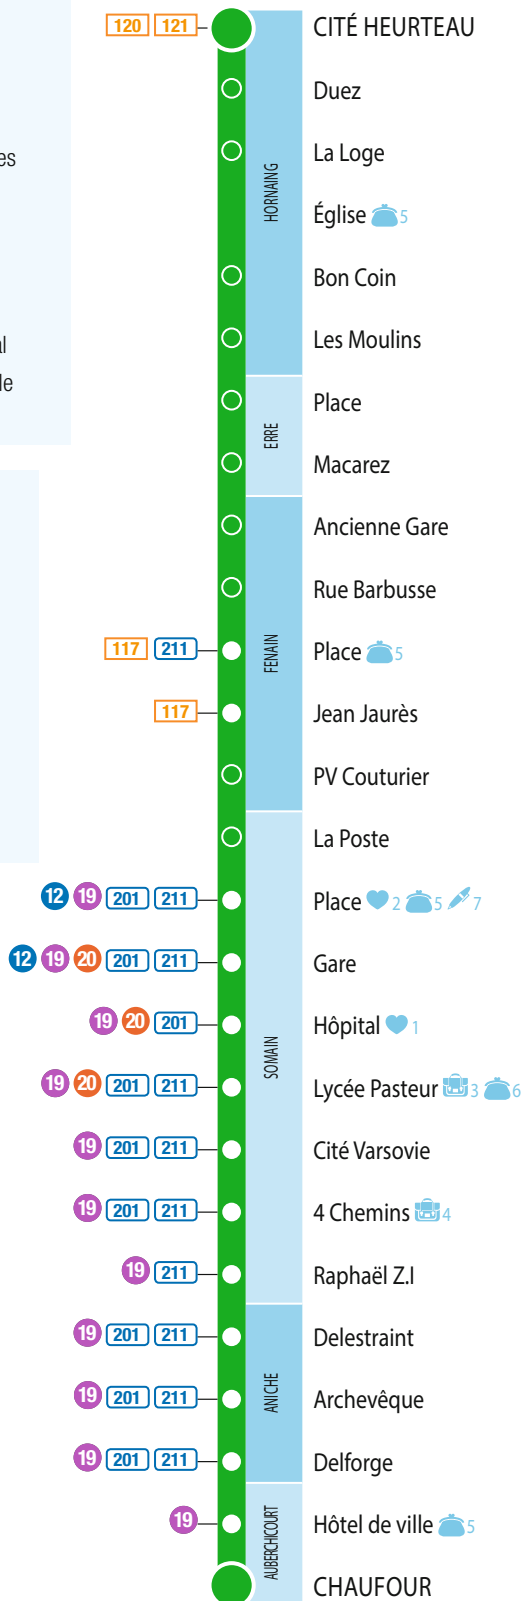 120 121 CITÉ HEURTEAU
Duez
es
La Loge
HORNAING
Église 5
Bon Coin
al
Les Moulins
le
Place
ERRE
Macarez
Ancienne Gare
Rue Barbusse
117 211 Place 5
FENAIN
117 Jean Jaurès
PV Couturier
La Poste
12 19 201 211 Place 2 5 7
12 19 20 201 211 Gare
19 20 201 Hôpital 1
SOMAIN
19 20 201 211 Lycée Pasteur 3 6
19 201 211 Cité Varsovie
19 201 211 4 Chemins 4
19 211 Raphaël Z.I
19 201 211 Delestraint
ANICHE
19 201 211 Archevêque
19 201 211 Delforge
19 Hôtel de ville 5
AUBERCHICOURT
CHAUFOUR